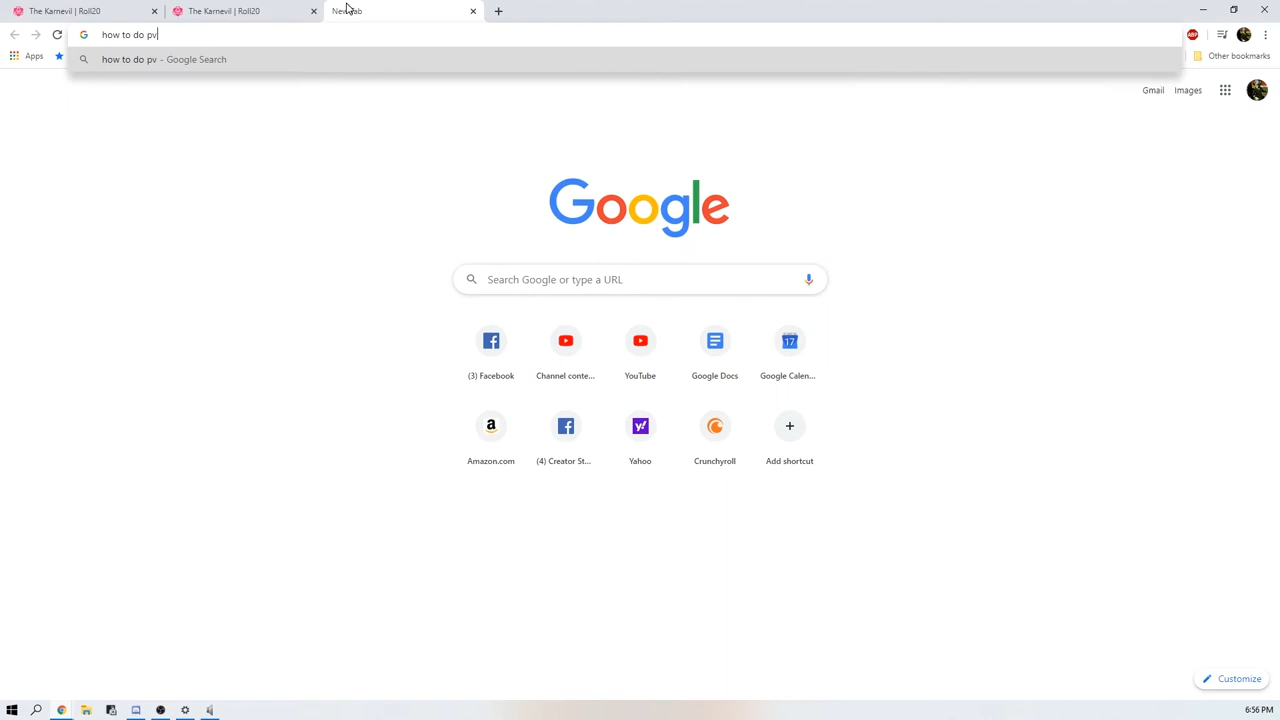 The Karnevil | Roll20
The Karnevil | Roll20
New Tab
how to do pv
how to do pv - Google Search
Apps
Other bookmarks
Gmail
Images
Google
Search Google or type a URL
(3) Facebook
Channel conte...
YouTube
Google Docs
Google Calen...
Amazon.com
(4) Creator St...
Yahoo
Crunchyroll
Add shortcut
Customize
6:56 PM